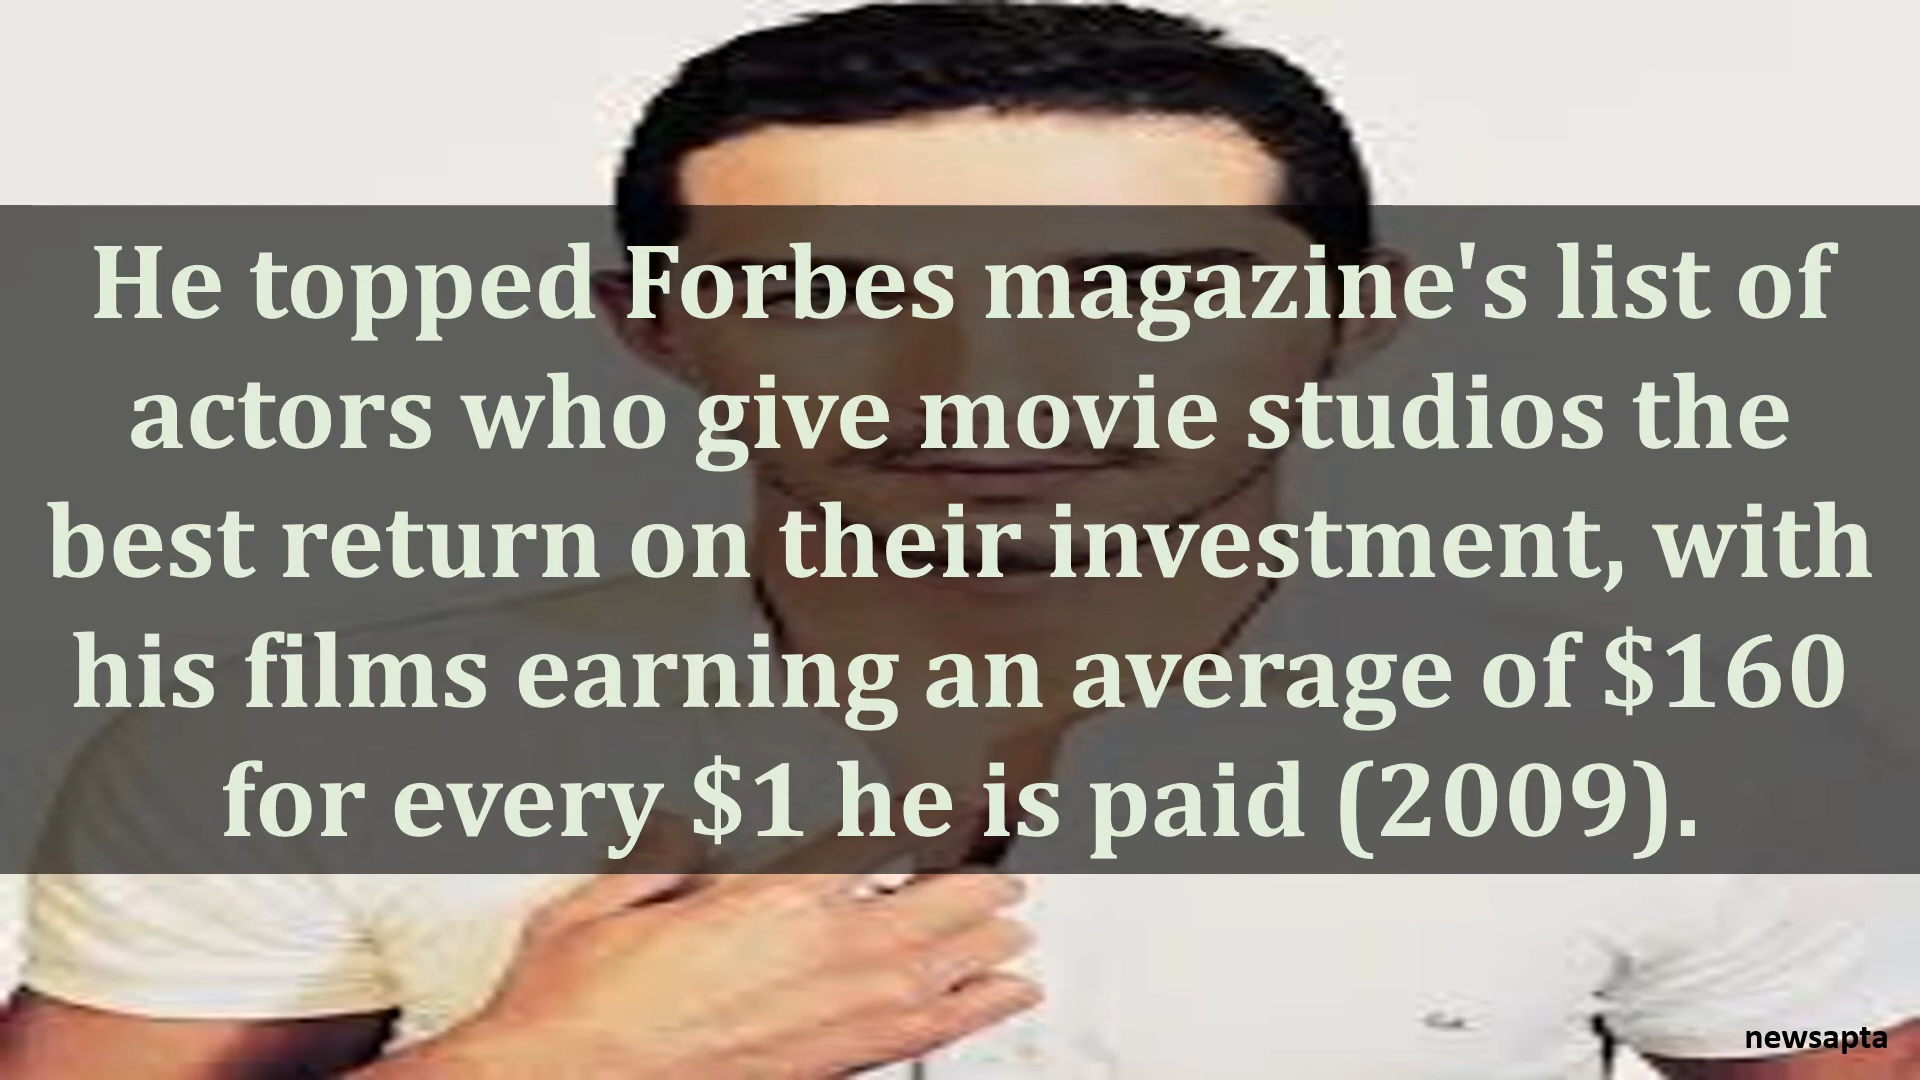 He topped Forbes magazine's list of
actors who give movie studios the
best return on their investment, with
his films earning an average of $160
for every $1 he is paid (2009).
newsapta